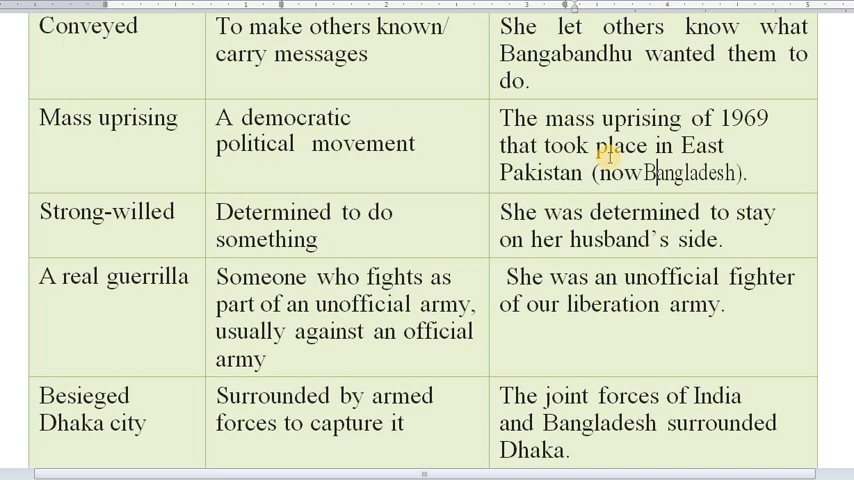 Conveyed
To make others known/
carry messages
She let others know what
Bangabandhu wanted them to
do.
Mass uprising
A democratic
political movement
The mass uprising of 1969
that took place in East
Pakistan (nowBangladesh).
Strong-willed
Determined to do
something
She was determined to stay
on her husband's side.
A real guerrilla
Someone who fights as
part of an unofficial army,
usually against an official
army
She was an unofficial fighter
of our liberation army.
Besieged
Dhaka city
Surrounded by armed
forces to capture it
The joint forces of India
and Bangladesh surrounded
Dhaka.